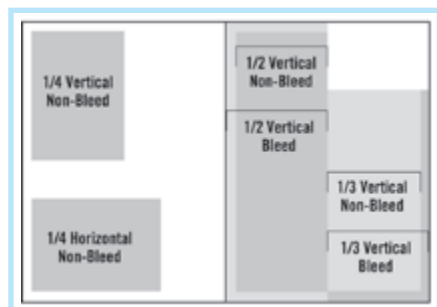 1/4 Vertical
Non-Bleed
1/4 Horizontal
Non-Bleed
1/2 Vertical
Non-Bleed
1/2 Vertical
Bleed
1/3 Vertical
Non-Bleed
1/3 Vertical
Bleed